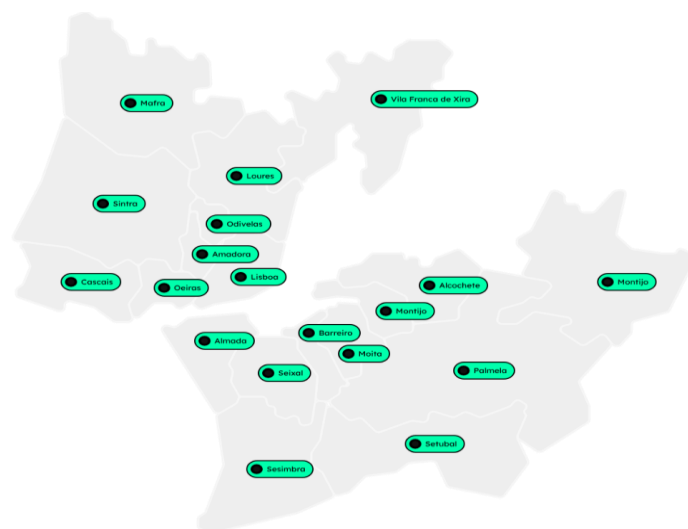 Vila Franca de Xira
Mafra
Loures
Sintra
Odivelas
Amadora
Lisboa
Cascais
Oeiras
Alcochete
Montijo
Montijo
Barreiro
Almada
Moita
Seixal
Palmela
Setubal
Sesimbra